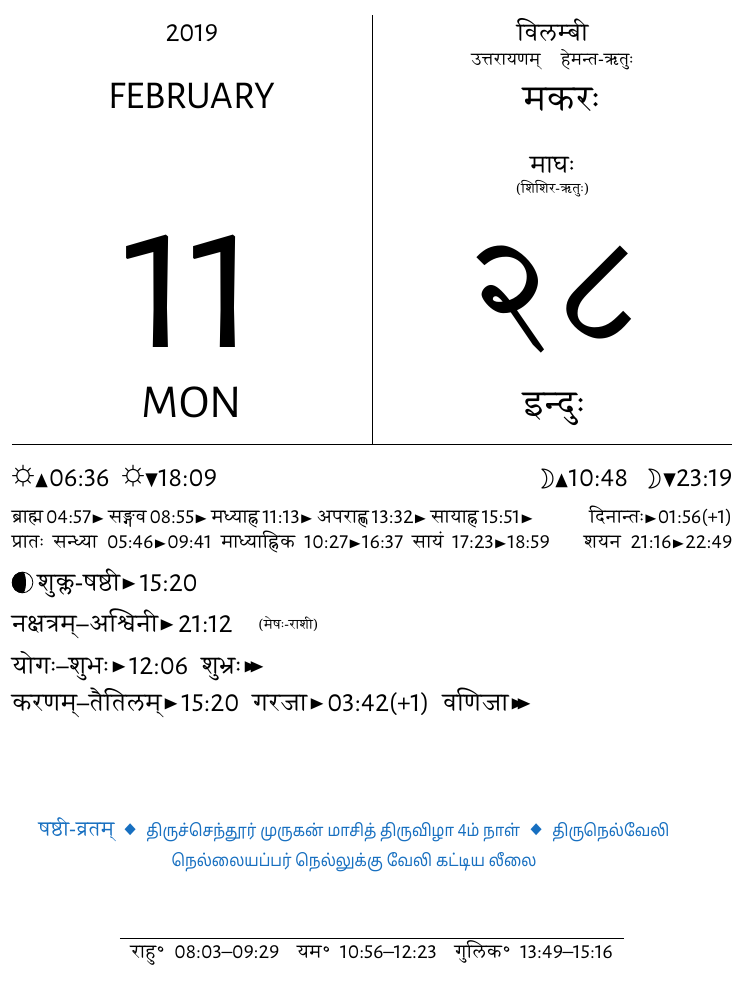 2019
FEBRUARY
11
MON
विलम्बी
उत्तरायणम् हेमन्त-ऋतुः
मकरः
माघः
(शिशिर-ऋतुः)
२८
इन्दुः
☼▲06:36 ☼▼18:09 ☽▲10:48 ☽▼23:19
ब्राह्म 04:57► सङ्गव 08:55► मध्याह्न 11:13► अपराह्ण 13:32► सायाह्न 15:51► दिनान्तः►01:56(+1)
प्रातः सन्ध्या 05:46►09:41 माध्याह्निक 10:27►16:37 सायं 17:23►18:59 शयन 21:16►22:49
शुक्ल-षष्ठी►15:20
नक्षत्रम्–अश्विनी►21:12 (मेषः-राशी)
योगः–शुभः►12:06 शुभ्रः►►
करणम्–तैतिलम्►15:20 गरजा►03:42(+1) वणिजा►►
षष्ठी-व्रतम् ◆ திருச்செந்தூர் முருகன் மாசித் திருவிழா 4ம் நாள் ◆ திருநெல்வேலி
நெல்லையப்பர் நெல்லுக்கு வேலி கட்டிய லீலை
राहु॰ 08:03–09:29 यम॰ 10:56–12:23 गुलिक॰ 13:49–15:16